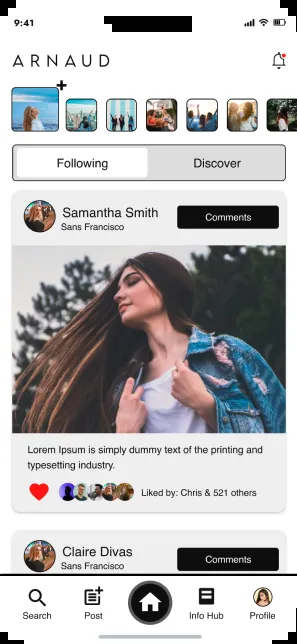 9:41
ARNAUD
Following
Discover
Samantha Smith
Sans Francisco
Comments
Lorem Ipsum is simply dummy text of the printing and
typesetting industry.
Liked by: Chris & 521 others
Claire Divas
Sans Francisco
Comments
Search
Post
Info Hub
Profile